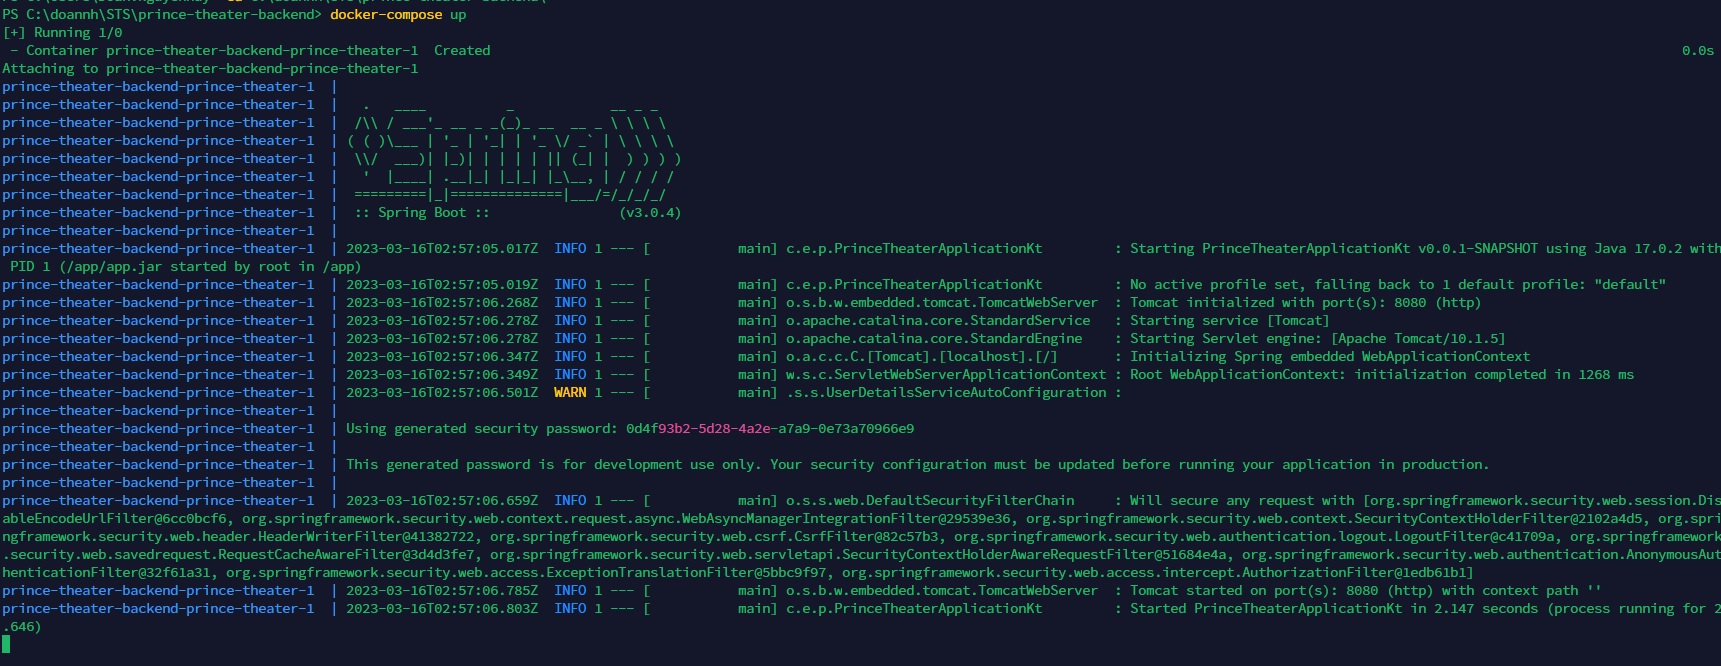 PS C:\doannh\STS\prince-theater-backend> docker-compose up
[+] Running 1/0
 - Container prince-theater-backend-prince-theater-1  Created                                                                 0.0s
Attaching to prince-theater-backend-prince-theater-1
prince-theater-backend-prince-theater-1  |
prince-theater-backend-prince-theater-1  |   .   ____          _            __ _ _
prince-theater-backend-prince-theater-1  |  /\\ / ___'_ __ _ _(_)_ __  __ _ \ \ \ \
prince-theater-backend-prince-theater-1  | ( ( )\___ | '_ | '_| | '_ \/ _` | \ \ \ \
prince-theater-backend-prince-theater-1  |  \\/  ___)| |_)| | | | | || (_| |  ) ) ) )
prince-theater-backend-prince-theater-1  |   '  |____| .__|_| |_|_| |_\__, | / / / /
prince-theater-backend-prince-theater-1  |  =========|_|==============|___/=/_/_/_/
prince-theater-backend-prince-theater-1  |  :: Spring Boot ::                (v3.0.4)
prince-theater-backend-prince-theater-1  |
prince-theater-backend-prince-theater-1  | 2023-03-16T02:57:05.017Z  INFO 1 --- [           main] c.e.p.PrinceTheaterApplicationKt         : Starting PrinceTheaterApplicationKt v0.0.1-SNAPSHOT using Java 17.0.2 with
 PID 1 (/app/app.jar started by root in /app)
prince-theater-backend-prince-theater-1  | 2023-03-16T02:57:05.019Z  INFO 1 --- [           main] c.e.p.PrinceTheaterApplicationKt         : No active profile set, falling back to 1 default profile: "default"
prince-theater-backend-prince-theater-1  | 2023-03-16T02:57:06.268Z  INFO 1 --- [           main] o.s.b.w.embedded.tomcat.TomcatWebServer  : Tomcat initialized with port(s): 8080 (http)
prince-theater-backend-prince-theater-1  | 2023-03-16T02:57:06.278Z  INFO 1 --- [           main] o.apache.catalina.core.StandardService   : Starting service [Tomcat]
prince-theater-backend-prince-theater-1  | 2023-03-16T02:57:06.278Z  INFO 1 --- [           main] o.apache.catalina.core.StandardEngine    : Starting Servlet engine: [Apache Tomcat/10.1.5]
prince-theater-backend-prince-theater-1  | 2023-03-16T02:57:06.347Z  INFO 1 --- [           main] o.a.c.c.C.[Tomcat].[localhost].[/]       : Initializing Spring embedded WebApplicationContext
prince-theater-backend-prince-theater-1  | 2023-03-16T02:57:06.349Z  INFO 1 --- [           main] w.s.c.ServletWebServerApplicationContext : Root WebApplicationContext: initialization completed in 1268 ms
prince-theater-backend-prince-theater-1  | 2023-03-16T02:57:06.501Z  WARN 1 --- [           main] .s.s.UserDetailsServiceAutoConfiguration :
prince-theater-backend-prince-theater-1  |
prince-theater-backend-prince-theater-1  | Using generated security password: 0d4f93b2-5d28-4a2e-a7a9-0e73a70966e9
prince-theater-backend-prince-theater-1  |
prince-theater-backend-prince-theater-1  | This generated password is for development use only. Your security configuration must be updated before running your application in production.
prince-theater-backend-prince-theater-1  |
prince-theater-backend-prince-theater-1  | 2023-03-16T02:57:06.659Z  INFO 1 --- [           main] o.s.s.web.DefaultSecurityFilterChain     : Will secure any request with [org.springframework.security.web.session.Dis
ableEncodeUrlFilter@6cc0bcf6, org.springframework.security.web.context.request.async.WebAsyncManagerIntegrationFilter@29539e36, org.springframework.security.web.context.SecurityContextHolderFilter@2102a4d5, org.spri
ngframework.security.web.header.HeaderWriterFilter@41382722, org.springframework.security.web.csrf.CsrfFilter@82c57b3, org.springframework.security.web.authentication.logout.LogoutFilter@c41709a, org.springframework
.security.web.savedrequest.RequestCacheAwareFilter@3d4d3fe7, org.springframework.security.web.servletapi.SecurityContextHolderAwareRequestFilter@51684e4a, org.springframework.security.web.authentication.AnonymousAut
henticationFilter@32f61a31, org.springframework.security.web.access.ExceptionTranslationFilter@5bbc9f97, org.springframework.security.web.access.intercept.AuthorizationFilter@1edb61b1]
prince-theater-backend-prince-theater-1  | 2023-03-16T02:57:06.785Z  INFO 1 --- [           main] o.s.b.w.embedded.tomcat.TomcatWebServer  : Tomcat started on port(s): 8080 (http) with context path ''
prince-theater-backend-prince-theater-1  | 2023-03-16T02:57:06.803Z  INFO 1 --- [           main] c.e.p.PrinceTheaterApplicationKt         : Started PrinceTheaterApplicationKt in 2.147 seconds (process running for 2
.646)